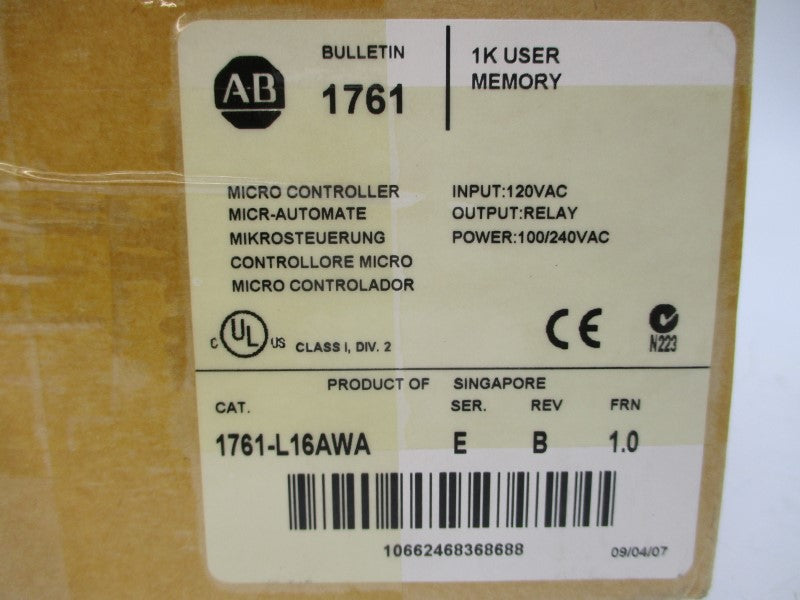 A-B
BULLETIN
1761
1K USER
MEMORY
MICRO CONTROLLER
MICR-AUTOMATE
MIKROSTEUERUNG
CONTROLLORE MICRO
MICRO CONTROLADOR
INPUT:120VAC
OUTPUT:RELAY
POWER:100/240VAC
C UL US CLASS I, DIV. 2
CE
N223
PRODUCT OF SINGAPORE
CAT. SER. REV FRN
1761-L16AWA E B 1.0
10662468368688
09/04/07